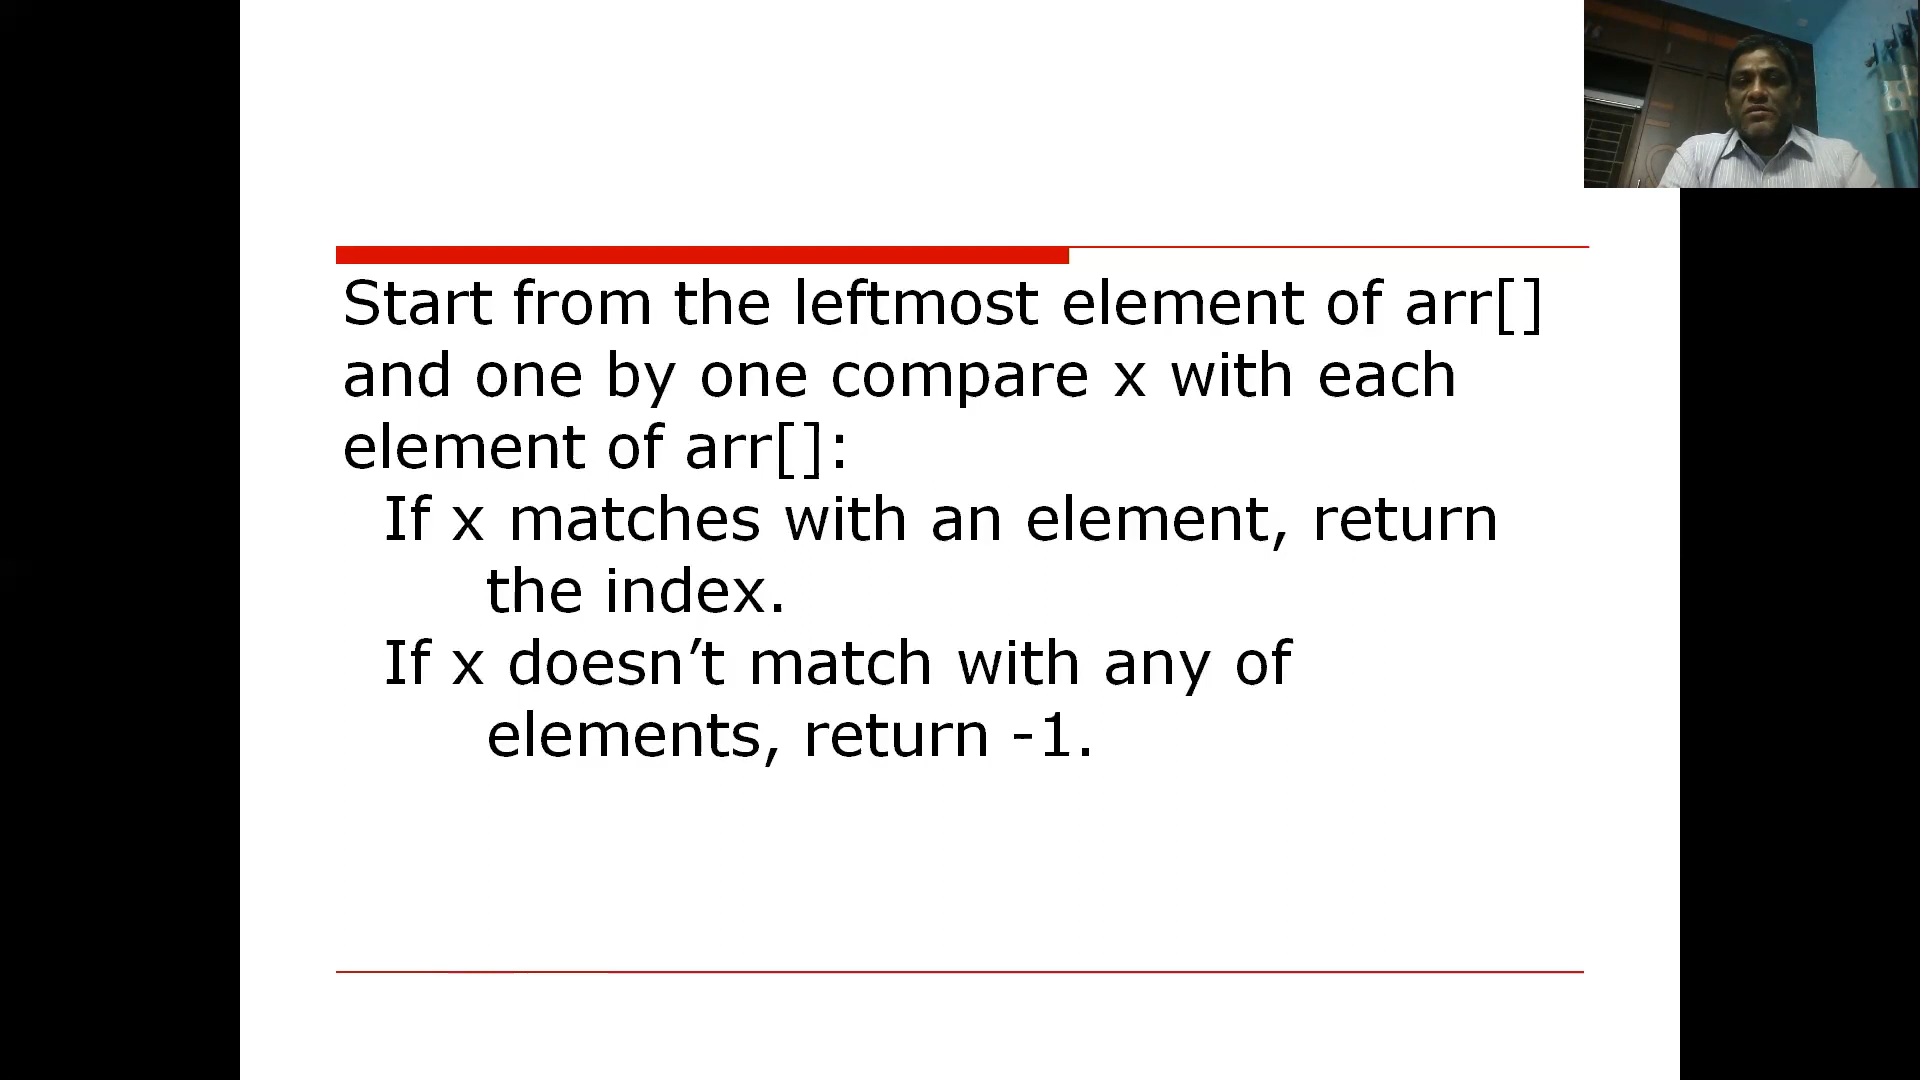 Start from the leftmost element of arr[]
and one by one compare x with each
element of arr[]:
If x matches with an element, return
the index.
If x doesn’t match with any of
elements, return -1.